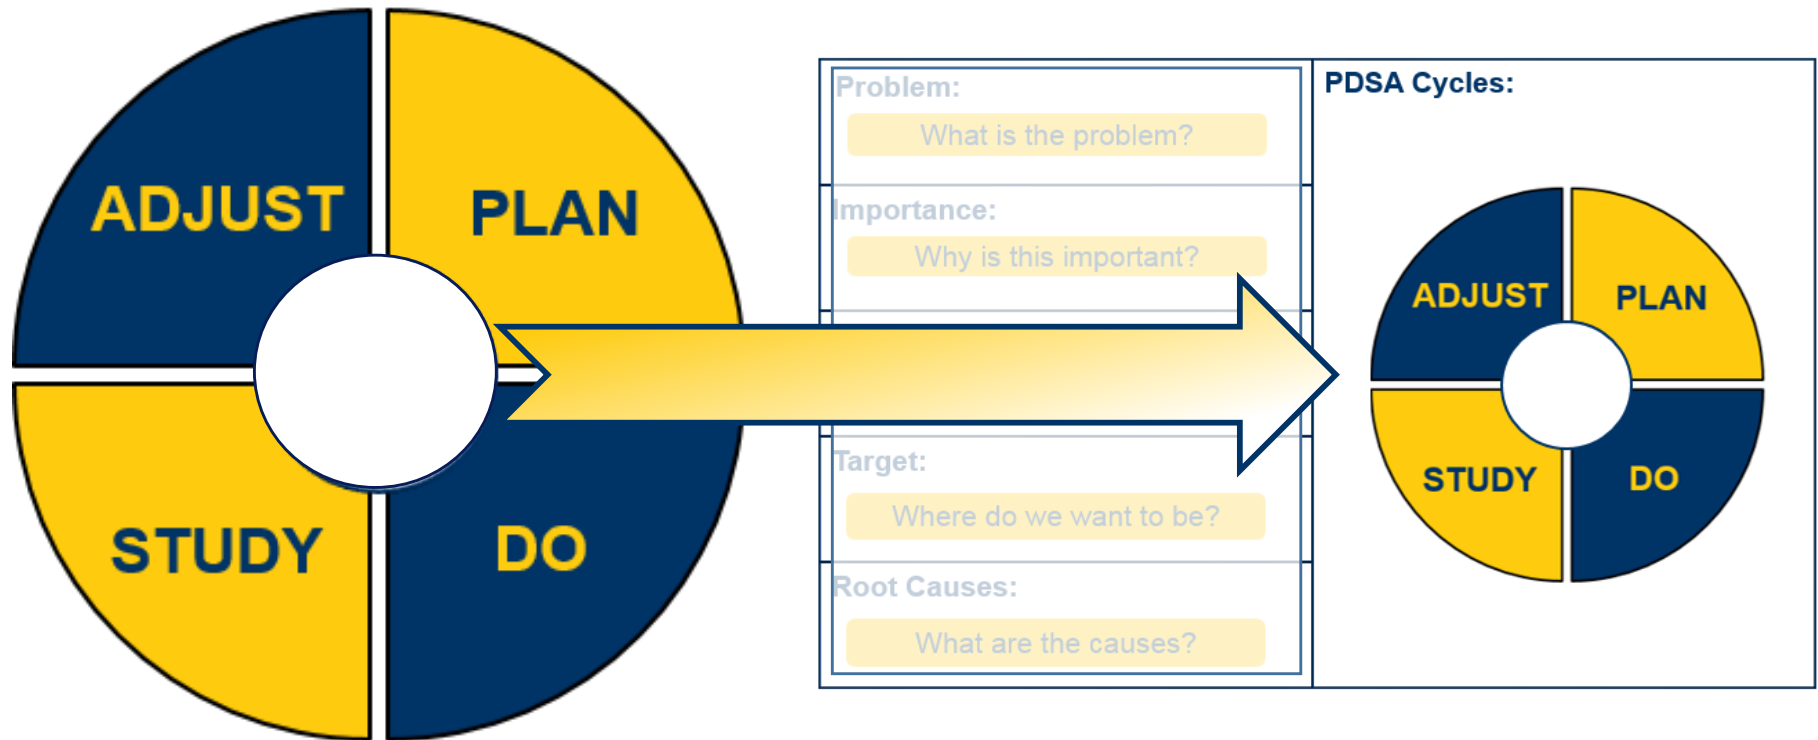 ADJUST
PLAN
STUDY
DO
Problem:
What is the problem?
Importance:
Why is this important?
Target:
Where do we want to be?
Root Causes:
What are the causes?
PDSA Cycles:
ADJUST
PLAN
STUDY
DO